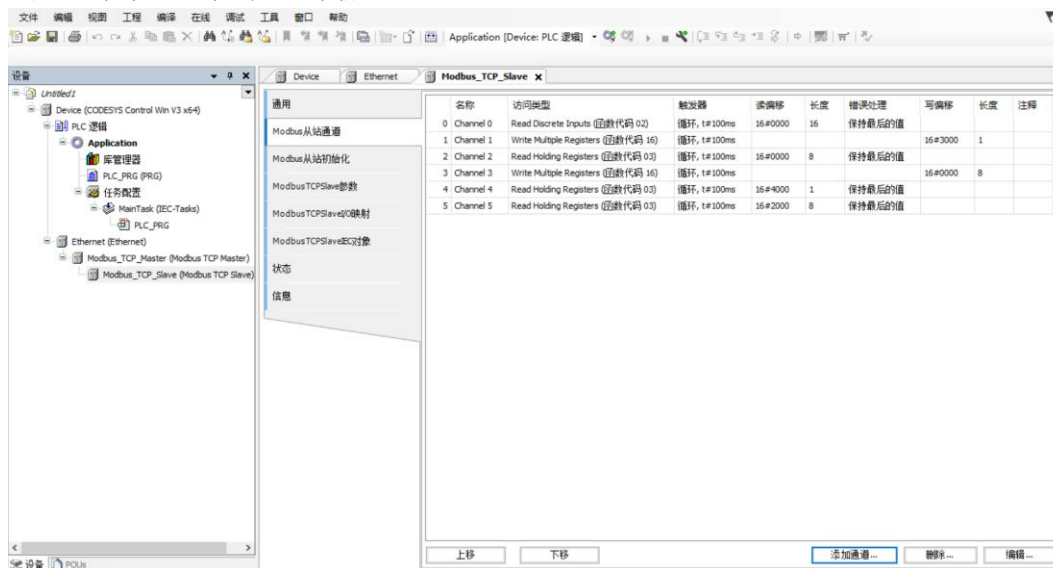 文件 编辑 视图 工程 编译 在线 调试 工具 窗口 帮助
Application [Device: PLC 逻辑]
设备
Untitled1
Device (CODESYS Control Win V3 x64)
PLC 逻辑
Application
库管理器
PLC_PRG (PRG)
任务配置
MainTask (IEC-Tasks)
PLC_PRG
Ethernet (Ethernet)
Modbus_TCP_Master (Modbus TCP Master)
Modbus_TCP_Slave (Modbus TCP Slave)
设备 POUs
Device Ethernet Modbus_TCP_Slave
通用
Modbus从站通道
Modbus从站初始化
ModbusTCPSlave参数
ModbusTCPSlaveI/O映射
ModbusTCPSlaveIEC对象
状态
信息
名称 访问类型 触发器 读偏移 长度 错误处理 写偏移 长度 注释
0 Channel 0 Read Discrete Inputs (函数代码 02) 循环, t#100ms 16#0000 16 保持最后的值
1 Channel 1 Write Multiple Registers (函数代码 16) 循环, t#100ms 16#3000 1
2 Channel 2 Read Holding Registers (函数代码 03) 循环, t#100ms 16#0000 8 保持最后的值
3 Channel 3 Write Multiple Registers (函数代码 16) 循环, t#100ms 16#0000 8
4 Channel 4 Read Holding Registers (函数代码 03) 循环, t#100ms 16#4000 1 保持最后的值
5 Channel 5 Read Holding Registers (函数代码 03) 循环, t#100ms 16#2000 8 保持最后的值
上移 下移 添加通道... 删除... 编辑...